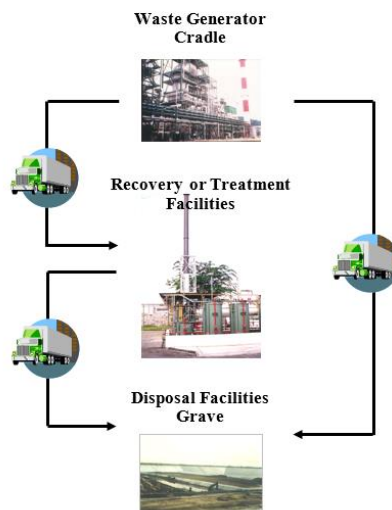 Waste Generator
Cradle
Recovery or Treatment
Facilities
Disposal Facilities
Grave